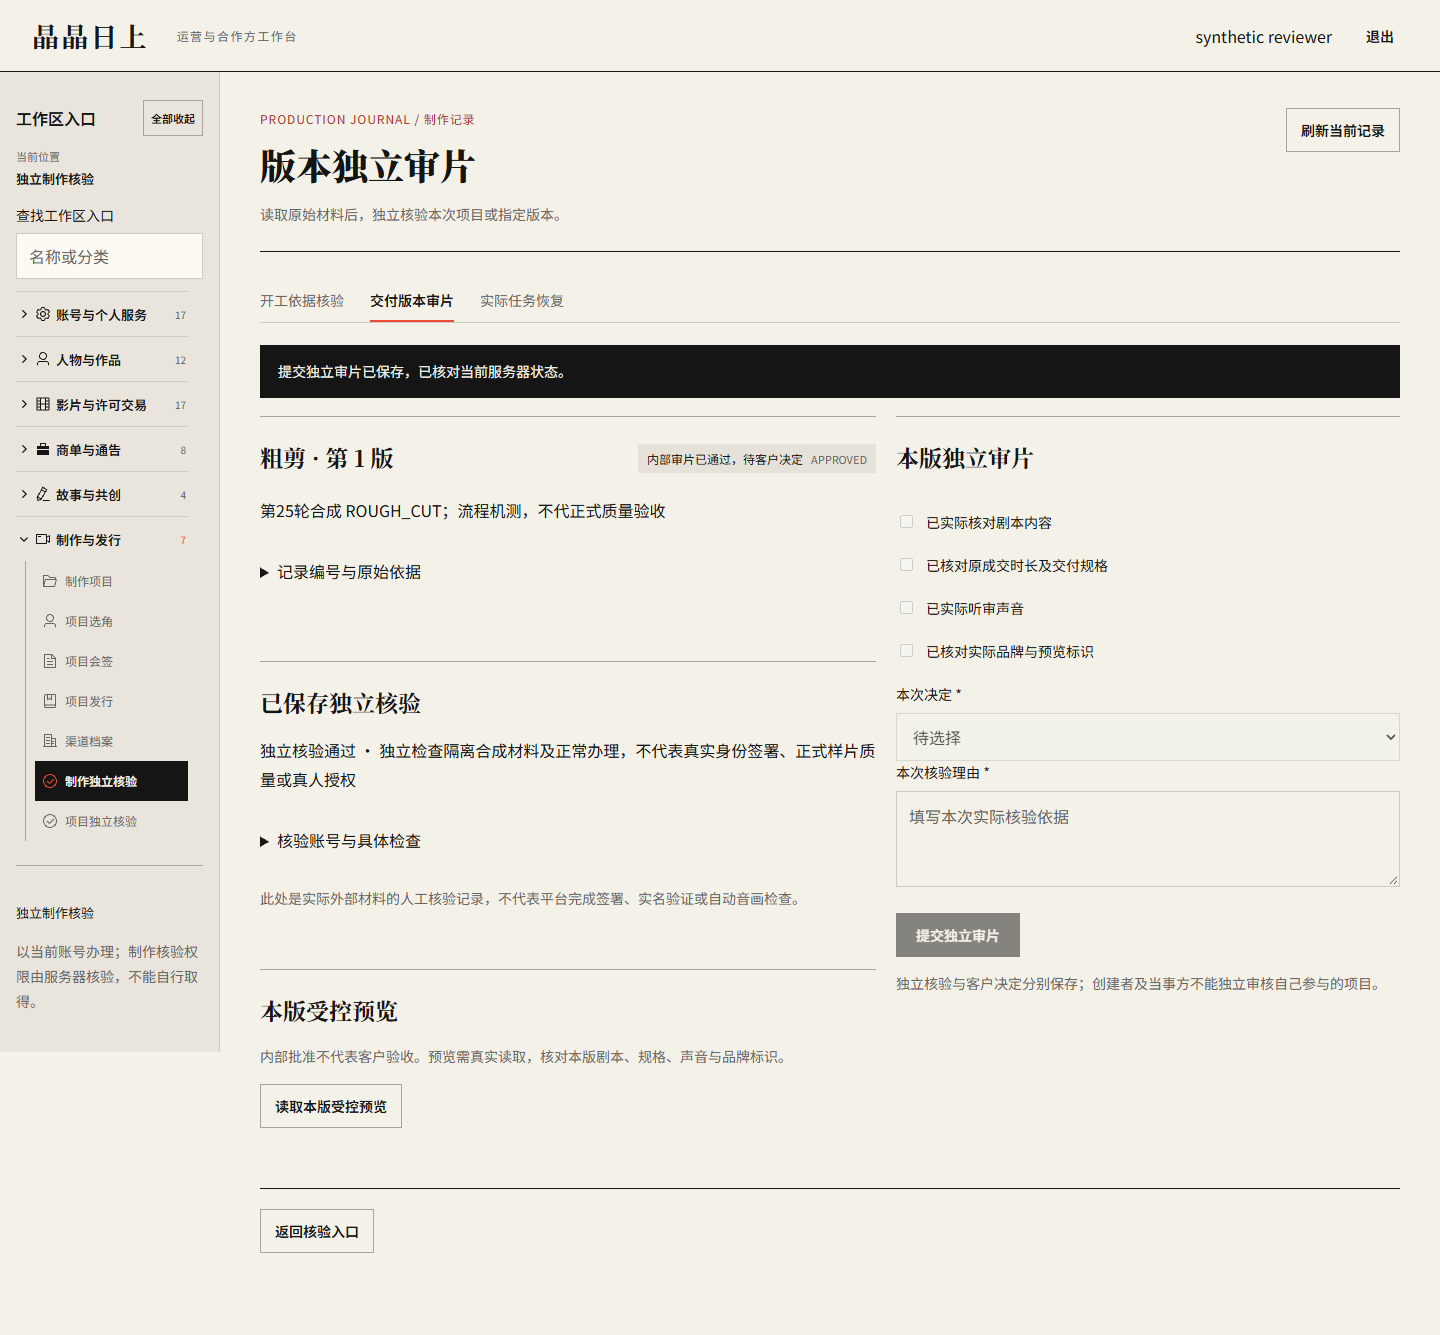 晶晶日上
运营与合作方工作台
synthetic reviewer
退出
工作区入口
全部收起
当前位置
独立制作核验
查找工作区入口
名称或分类
账号与个人服务 17
人物与作品 12
影片与许可交易 17
商单与通告 8
故事与共创 4
制作与发行 7
制作项目
项目选角
项目会签
项目发行
渠道档案
制作独立核验
项目独立核验
独立制作核验
以当前账号办理；制作核验权
限由服务器核验，不能自行取
得。
PRODUCTION JOURNAL / 制作记录
版本独立审片
读取原始材料后，独立核验本次项目或指定版本。
刷新当前记录
开工依据核验
交付版本审片
实际任务恢复
提交独立审片已保存，已核对当前服务器状态。
粗剪 · 第 1 版
内部审片已通过，待客户决定 APPROVED
第25轮合成 ROUGH_CUT；流程机测，不代正式质量验收
记录编号与原始依据
已保存独立核验
独立核验通过 · 独立检查隔离合成材料及正常办理，不代表真实身份签署、正式样片质
量或真人授权
核验账号与具体检查
此处是实际外部材料的人工核验记录，不代表平台完成签署、实名验证或自动音画检查。
本版受控预览
内部批准不代表客户验收。预览需真实读取，核对本版剧本、规格、声音与品牌标识。
读取本版受控预览
本版独立审片
已实际核对剧本内容
已核对原成交时长及交付规格
已实际听审声音
已核对实际品牌与预览标识
本次决定 *
待选择
本次核验理由 *
填写本次实际核验依据
提交独立审片
独立核验与客户决定分别保存；创建者及当事方不能独立审核自己参与的项目。
返回核验入口